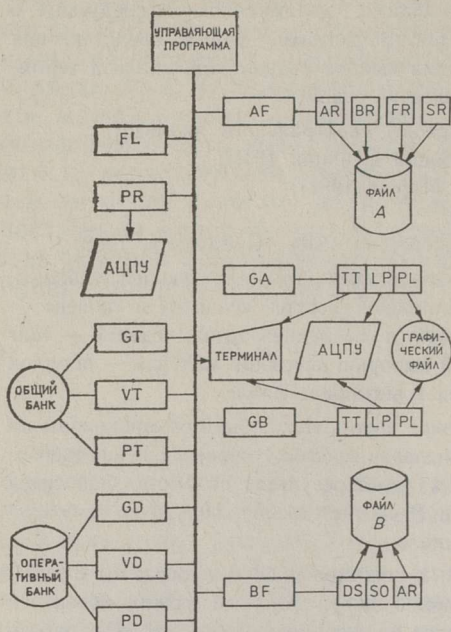 УПРАВЛЯЮЩАЯ
ПРОГРАММА
AF
AR BR FR SR
FL
ФАЙЛ
A
PR
АЦПУ
GA
TT LP PL
GT
ТЕРМИНАЛ
АЦПУ
ГРАФИ-
ЧЕСКИЙ
ФАЙЛ
ОБЩИЙ
БАНК
VT
PT
GB
TT LP PL
GD
ФАЙЛ
B
ОПЕРА-
ТИВНЫЙ
БАНК
VD
PD
BF
DS SO AR